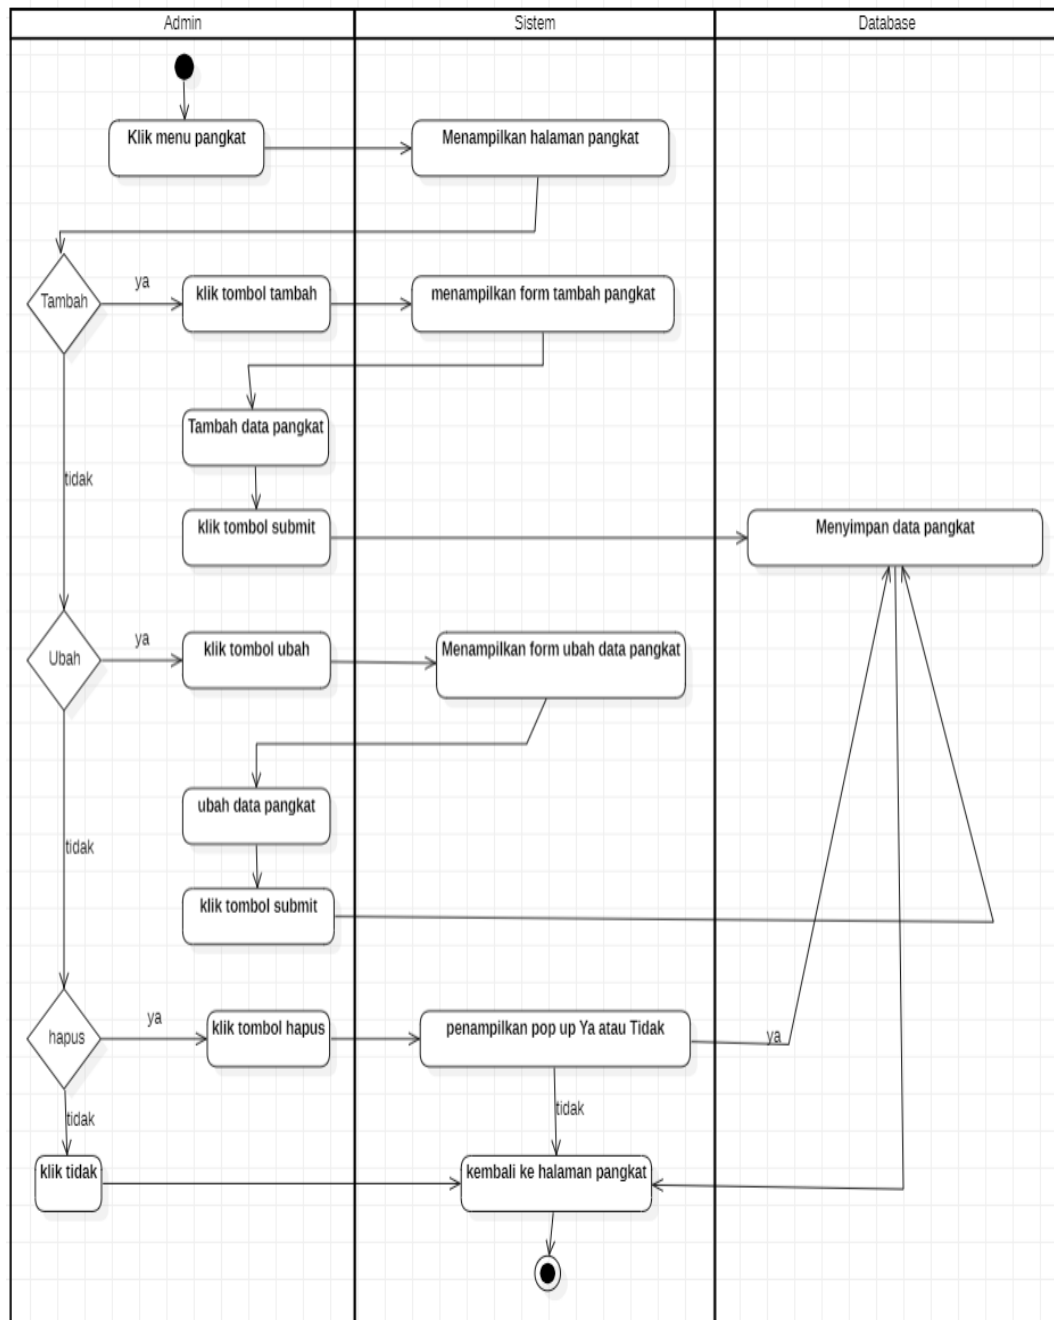 Admin
Sistem
Database
Klik menu pangkat
Menampilkan halaman pangkat
Tambah
ya
klik tombol tambah
menampilkan form tambah pangkat
Tambah data pangkat
tidak
klik tombol submit
Menyimpan data pangkat
Ubah
ya
klik tombol ubah
Menampilkan form ubah data pangkat
ubah data pangkat
tidak
klik tombol submit
hapus
ya
klik tombol hapus
penampilkan pop up Ya atau Tidak
ya
tidak
tidak
klik tidak
kembali ke halaman pangkat